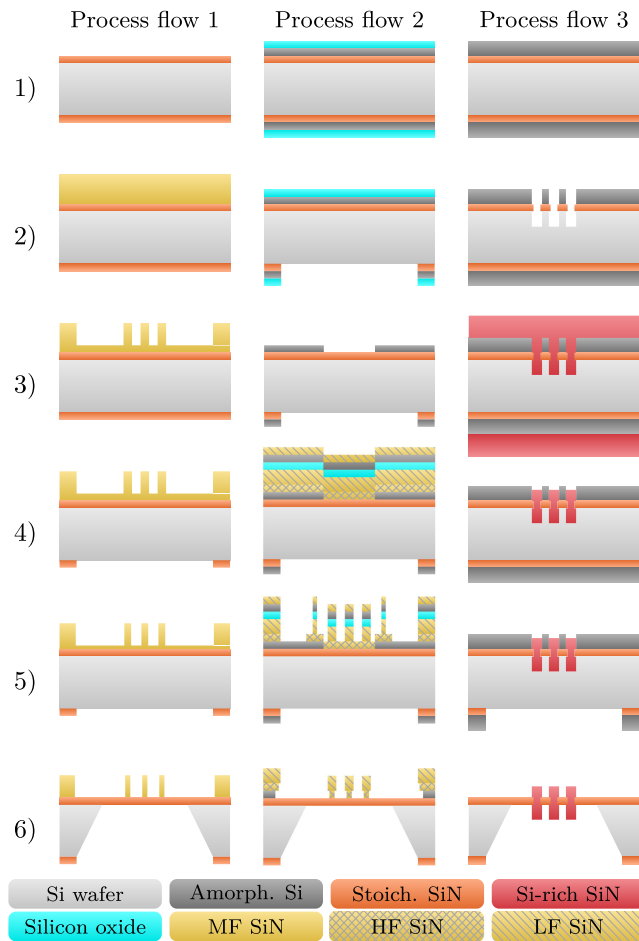 Process flow 1 Process flow 2 Process flow 3
1)
2)
3)
4)
5)
6)
Si wafer Amorph. Si Stoich. SiN Si-rich SiN
Silicon oxide MF SiN HF SiN LF SiN